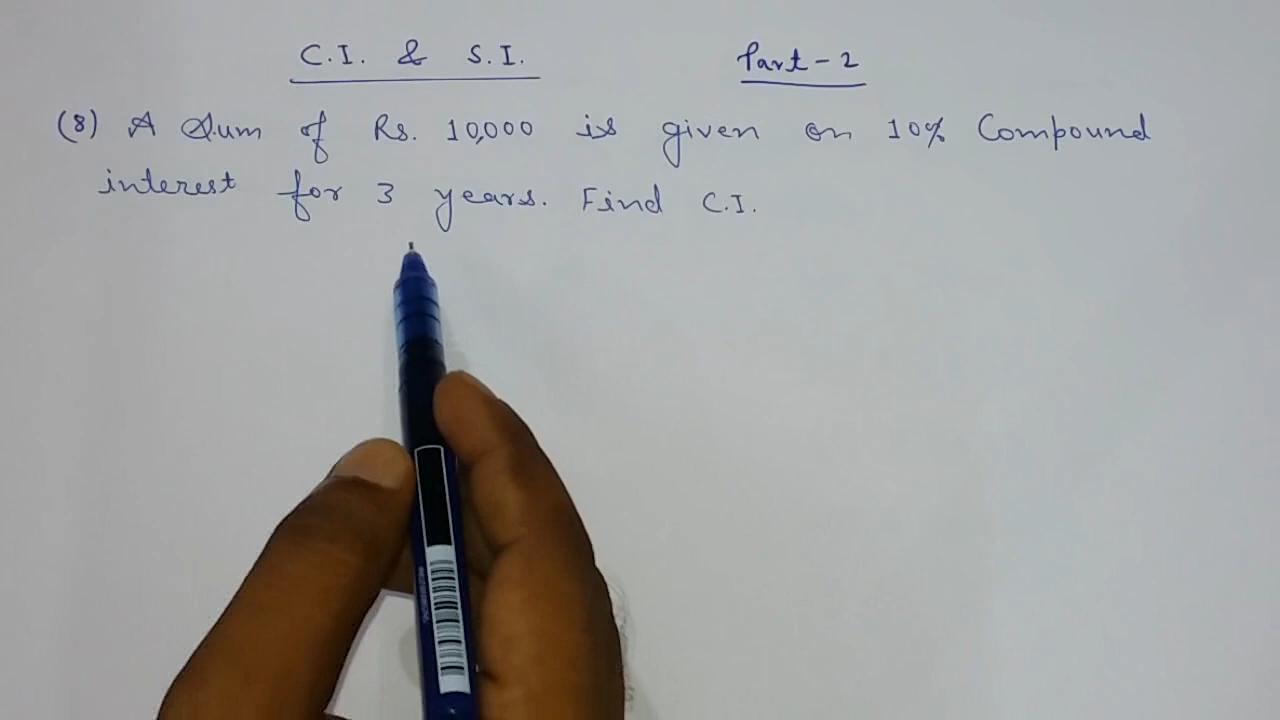 C.I. & S.I. Part-2
(8) A Sum of Rs. 10,000 is given on 10% Compound
interest for 3 years. Find C.I.